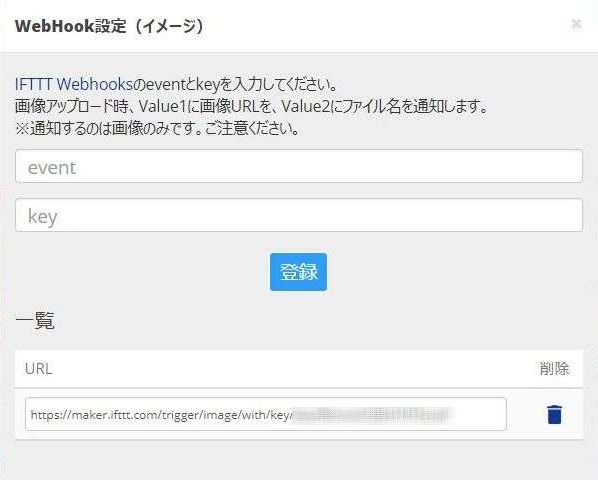 WebHook設定（イメージ）
×
IFTTT Webhooksのeventとkeyを入力してください。
画像アップロード時、Value1に画像URLを、Value2にファイル名を通知します。
※通知するのは画像のみです。ご注意ください。
event
key
登録
一覧
URL 削除
https://maker.ifttt.com/trigger/image/with/key/